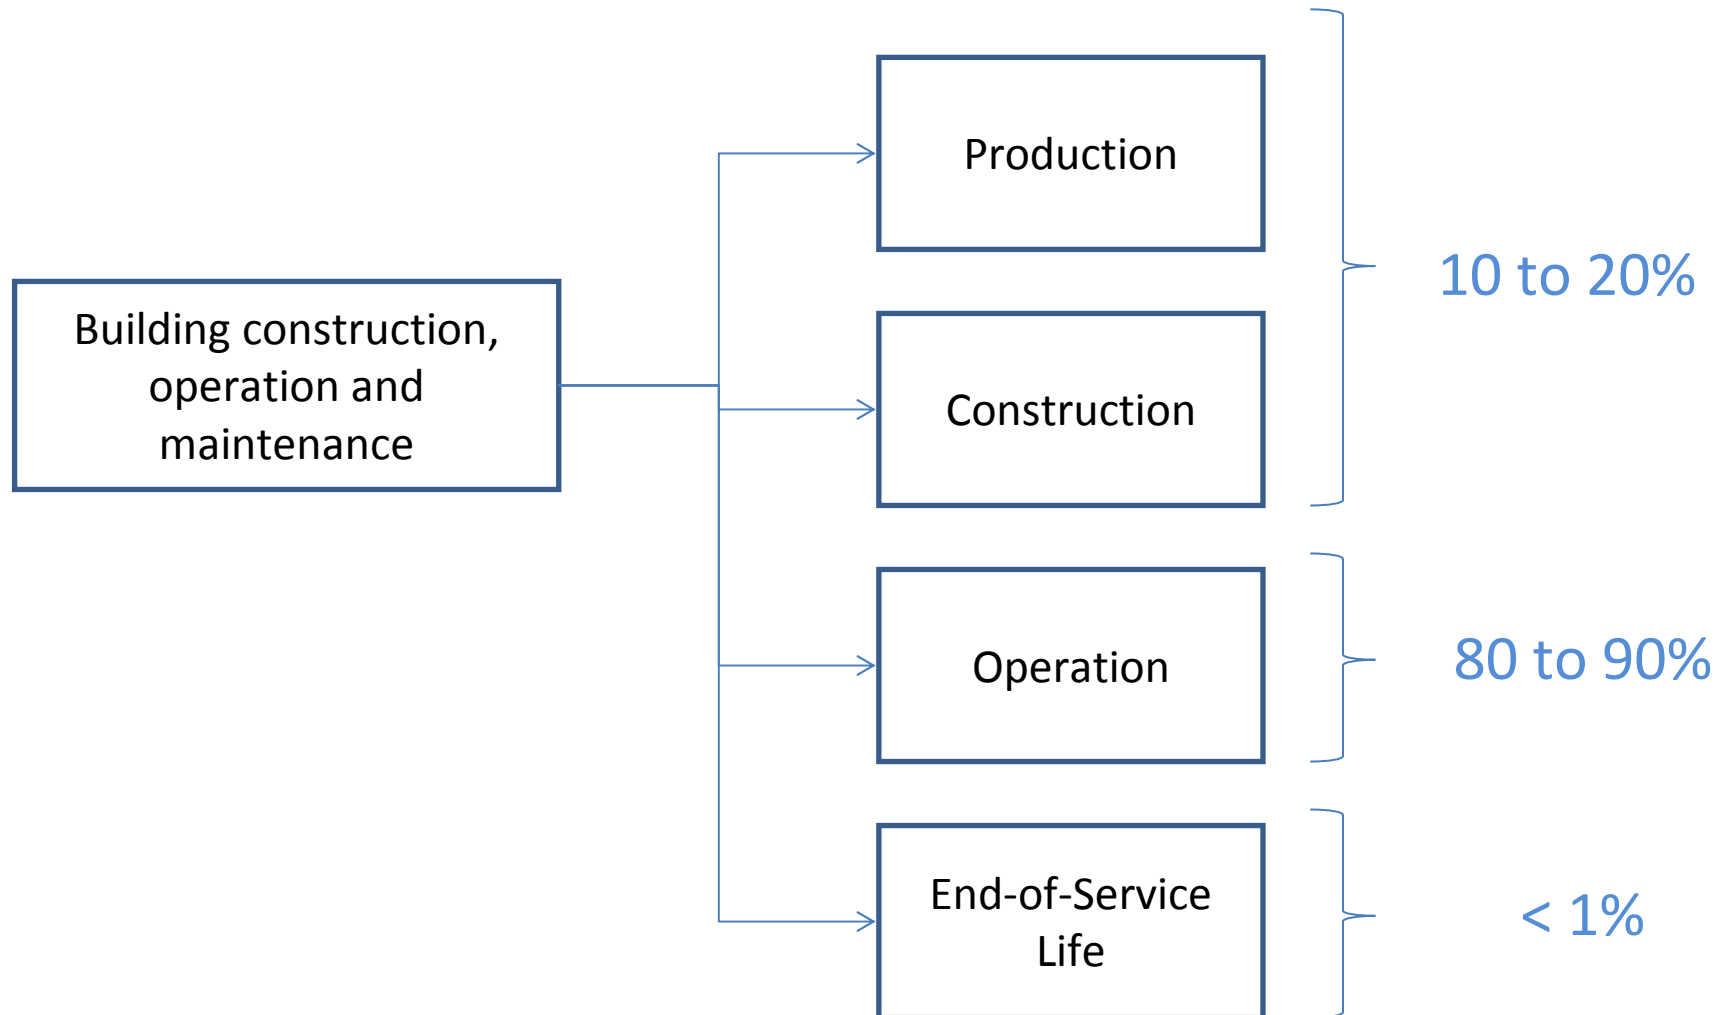 Building construction,
operation and
maintenance
Production
Construction
10 to 20%
Operation
80 to 90%
End-of-Service
Life
< 1%